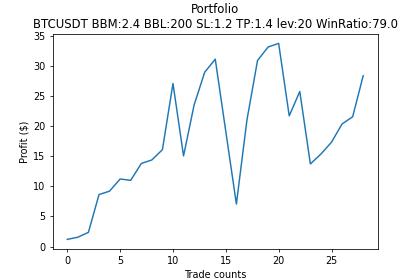 Portfolio
BTCUSDT BBM:2.4 BBL:200 SL:1.2 TP:1.4 lev:20 WinRatio:79.0
35
30
25
20
15
10
5
0
Profit ($)
0 5 10 15 20 25
Trade counts